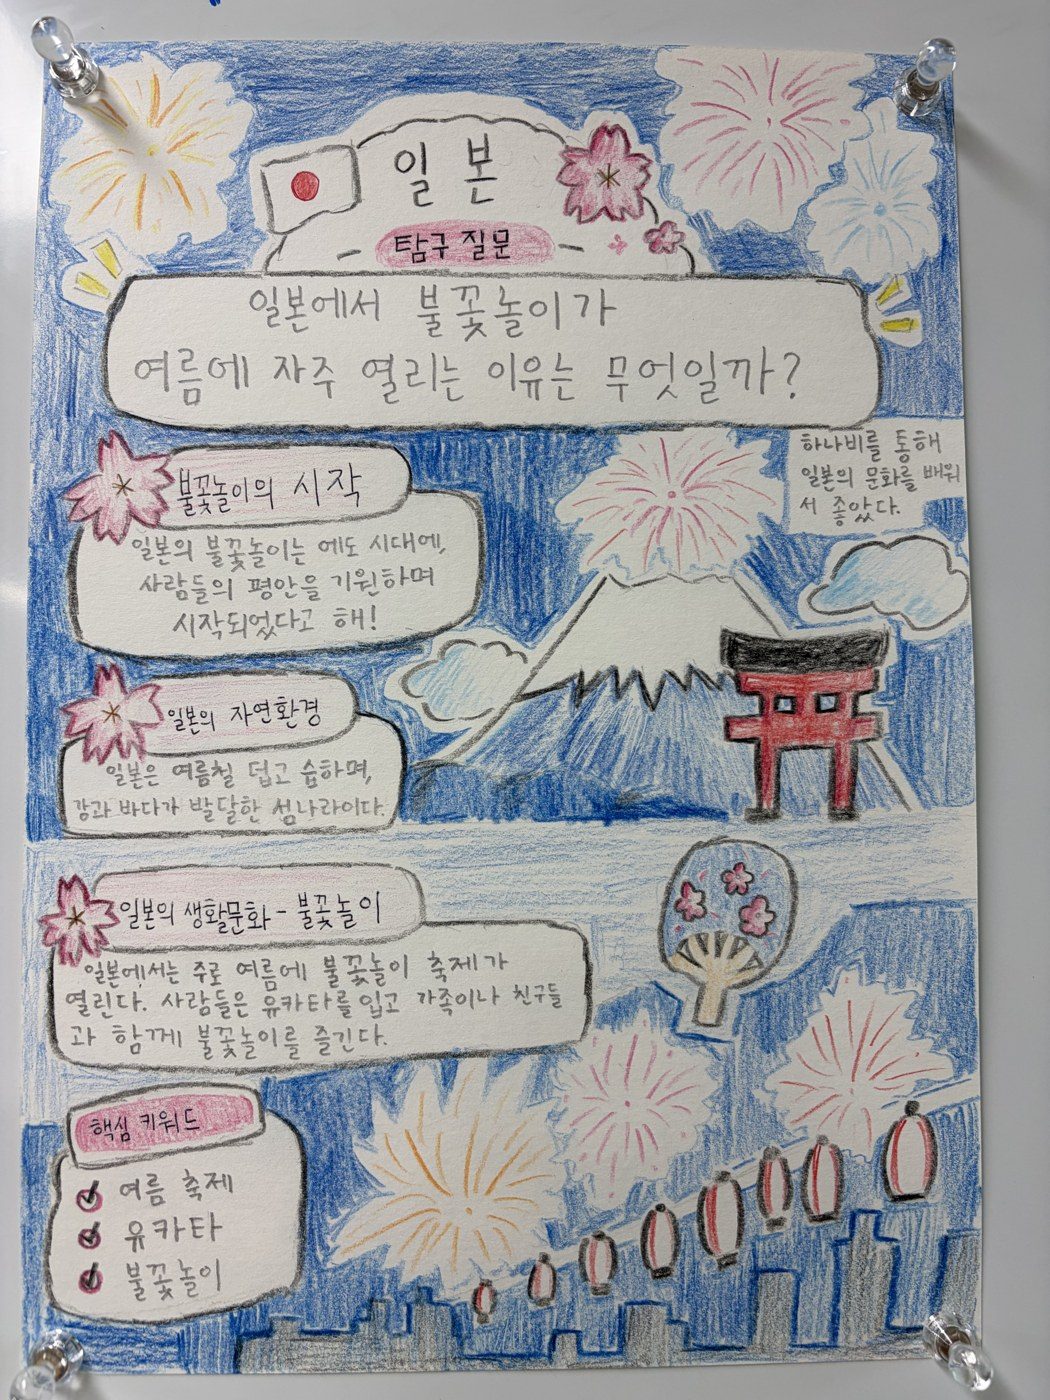 일본
탐구 질문
일본에서 불꽃놀이가
여름에 자주 열리는 이유는 무엇일까?
하나비를 통해
일본의 문화를 배워
서 좋았다.
불꽃놀이의 시작
일본의 불꽃놀이는 에도 시대에,
사람들의 평안을 기원하며
시작되었다고 해!
일본의 자연환경
일본은 여름철 덥고 습하며,
강과 바다가 발달한 섬나라이다.
일본의 생활문화 - 불꽃놀이
일본에서는 주로 여름에 불꽃놀이 축제가
열린다. 사람들은 유카타를 입고 가족이나 친구들
과 함께 불꽃놀이를 즐긴다.
핵심 키워드
여름 축제
유카타
불꽃놀이